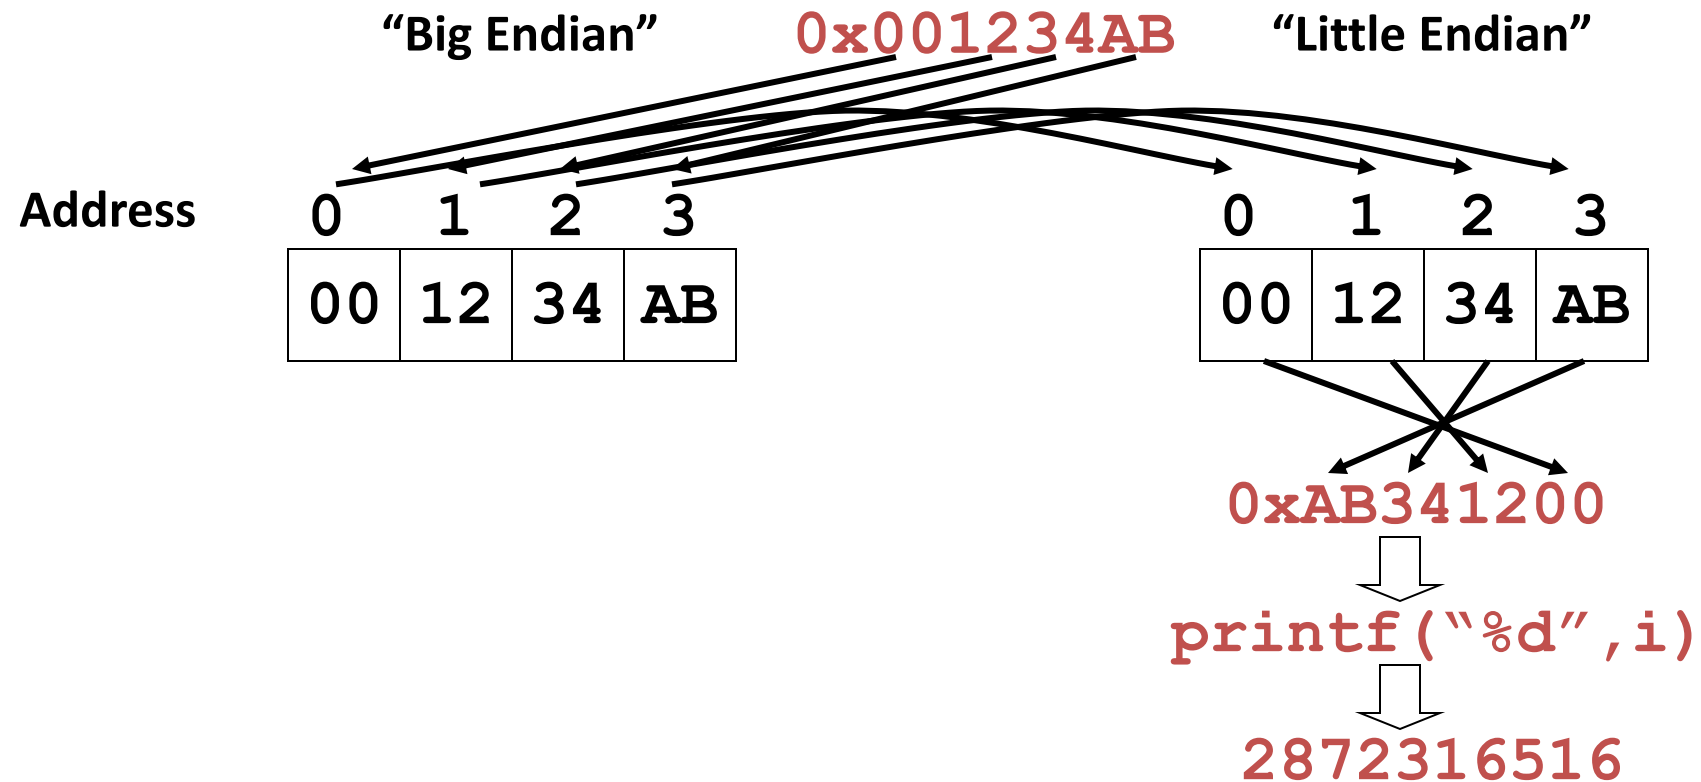 “Big Endian” 0x001234AB “Little Endian”
Address 0 1 2 3 0 1 2 3
00 12 34 AB 00 12 34 AB
0xAB341200
printf(“%d”,i)
2872316516